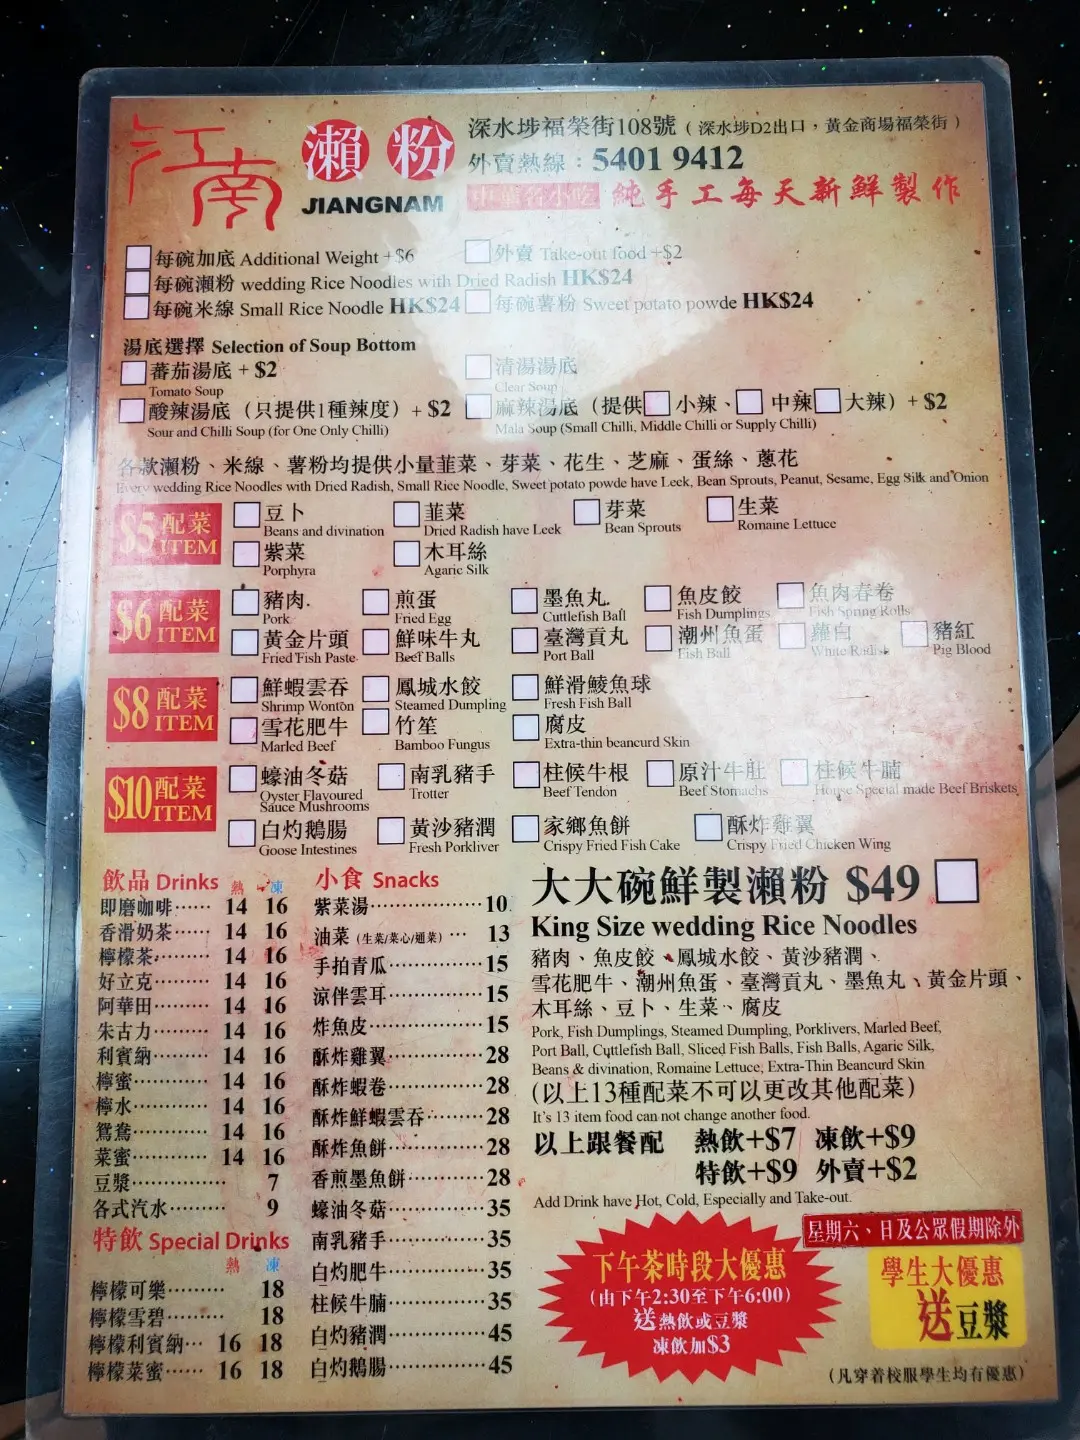 江南
瀨粉
JIANGNAM
深水埗福榮街108號 ( 深水埗D2出口，黃金商場福榮街 )
外賣熱線：5401 9412
中華名小吃 純手工每天新鮮製作
每碗加底 Additional Weight +$6 外賣 Take-out food +$2
每碗瀨粉 wedding Rice Noodles with Dried Radish HK$24
每碗米線 Small Rice Noodle HK$24 每碗薯粉 Sweet potato powde HK$24
湯底選擇 Selection of Soup Bottom
蕃茄湯底 + $2 清湯湯底
Tomato Soup Clear Soup
酸辣湯底（只提供1種辣度）+ $2 麻辣湯底（提供 小辣、 中辣 大辣）+ $2
Sour and Chilli Soup (for One Only Chilli) Mala Soup (Small Chilli, Middle Chilli or Supply Chilli)
各款瀨粉、米線、薯粉均提供小量韮菜、芽菜、花生、芝麻、蛋絲、蔥花
Every wedding Rice Noodles with Dried Radish, Small Rice Noodle, Sweet potato powde have Leek, Bean Sprouts, Peanut, Sesame, Egg Silk and Onion
$5 配菜 ITEM
豆卜 韮菜 芽菜 生菜
Beans and divination Dried Radish have Leek Bean Sprouts Romaine Lettuce
紫菜 木耳絲
Porphyra Agaric Silk
$6 配菜 ITEM
豬肉. 煎蛋 墨魚丸 魚皮餃 魚肉春卷
Pork Fried Egg Cuttlefish Ball Fish Dumplings Fish Spring Rolls
黃金片頭 鮮味牛丸 臺灣貢丸 潮州魚蛋 蘿白 豬紅
Fried Fish Paste Beef Balls Port Ball Fish Ball White Radish Pig Blood
$8 配菜 ITEM
鮮蝦雲吞 鳳城水餃 鮮滑鯪魚球
Shrimp Wonton Steamed Dumpling Fresh Fish Ball
雪花肥牛 竹笙 腐皮
Marled Beef Bamboo Fungus Extra-thin beancurd Skin
$10 配菜 ITEM
蠔油冬菇 南乳豬手 柱候牛根 原汁牛肚 柱候牛腩
Oyster Flavoured Sauce Mushrooms Trotter Beef Tendon Beef Stomachs House Special made Beef Briskets
白灼鵝腸 黃沙豬潤 家鄉魚餅 酥炸雞翼
Goose Intestines Fresh Porkliver Crispy Fried Fish Cake Crispy Fried Chicken Wing
飲品 Drinks 熱 凍
即磨咖啡…… 14 16
香滑奶茶…… 14 16
檸檬茶……… 14 16
好立克……… 14 16
阿華田……… 14 16
朱古力……… 14 16
利賓納……… 14 16
檸蜜………… 14 16
檸水………… 14 16
鴛鴦………… 14 16
菜蜜………… 14 16
豆漿…………… 7
各式汽水……… 9
特飲 Special Drinks
熱 凍
檸檬可樂……… 18
檸檬雪碧……… 18
檸檬利賓納… 16 18
檸檬菜蜜…… 16 18
小食 Snacks
紫菜湯………………10
油菜 (生菜/菜心/通菜) … 13
手拍青瓜……………15
涼伴雲耳……………15
炸魚皮………………15
酥炸雞翼……………28
酥炸蝦卷……………28
酥炸鮮蝦雲吞………28
酥炸魚餅……………28
香煎墨魚餅…………28
蠔油冬菇……………35
南乳豬手……………35
白灼肥牛……………35
柱候牛腩……………35
白灼豬潤……………45
白灼鵝腸……………45
大大碗鮮製瀨粉 $49
King Size wedding Rice Noodles
豬肉、魚皮餃、鳳城水餃、黃沙豬潤、
雪花肥牛、潮州魚蛋、臺灣貢丸、墨魚丸、黃金片頭、
木耳絲、豆卜、生菜、腐皮
Pork, Fish Dumplings, Steamed Dumpling, Porklivers, Marled Beef,
Port Ball, Cuttlefish Ball, Sliced Fish Balls, Fish Balls, Agaric Silk,
Beans & divination, Romaine Lettuce, Extra-Thin Beancurd Skin
(以上13種配菜不可以更改其他配菜)
It's 13 item food can not change another food.
以上跟餐配 熱飲+$7 凍飲+$9
特飲+$9 外賣+$2
Add Drink have Hot, Cold, Especially and Take-out.
下午茶時段大優惠
(由下午2:30至下午6:00)
送熱飲或豆漿
凍飲加$3
星期六、日及公眾假期除外
學生大優惠
送豆漿
(凡穿着校服學生均有優惠)